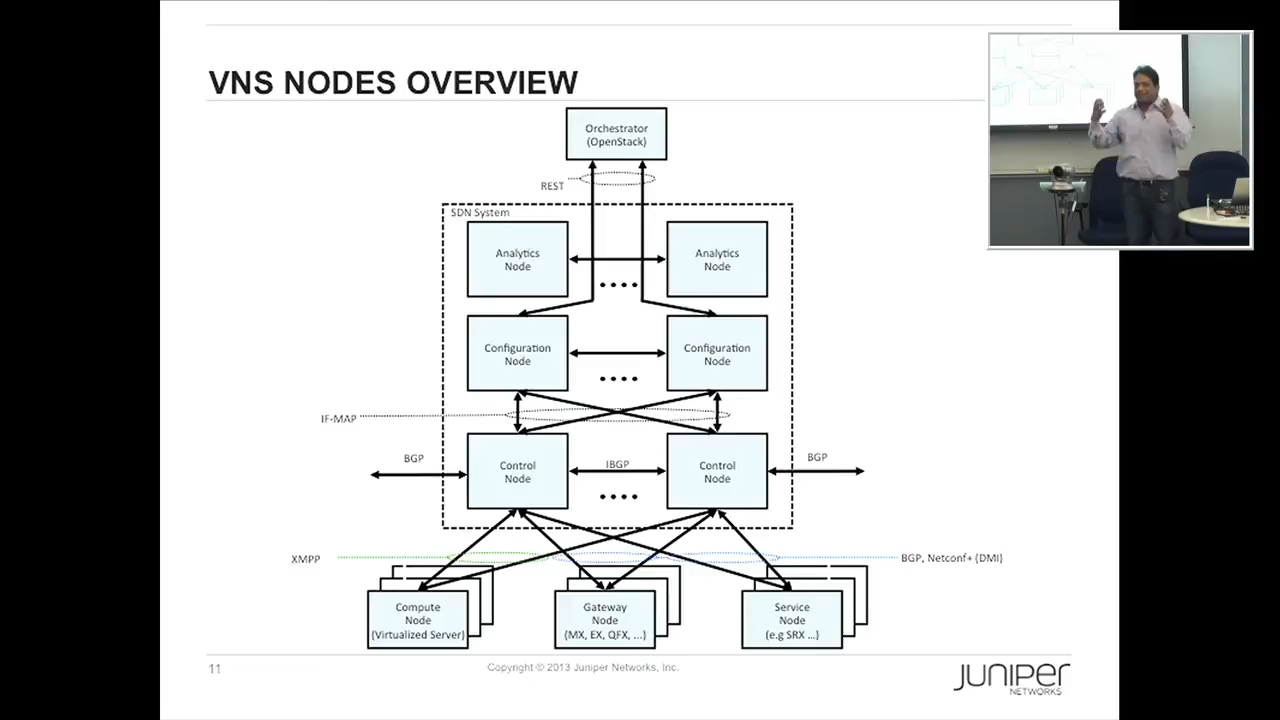 VNS NODES OVERVIEW
Orchestrator
(OpenStack)
REST
SDN System
Analytics
Node
Analytics
Node
Configuration
Node
Configuration
Node
IF-MAP
BGP
Control
Node
IBGP
Control
Node
BGP
XMPP
BGP, Netconf+ (DMI)
Compute
Node
(Virtualized Server)
Gateway
Node
(MX, EX, QFX, ...)
Service
Node
(e.g SRX ...)
11
Copyright © 2013 Juniper Networks, Inc.
JUNIPER
NETWORKS